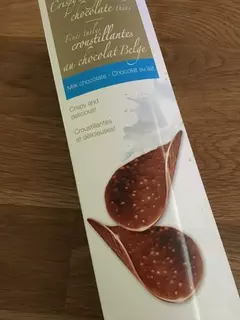 Crispy
chocolate thins
Fines tuiles
croustillantes
au chocolat Belge
Milk chocolate - Chocolat au lait
Crispy and
delicious!
Croustillantes
et délicieuses!